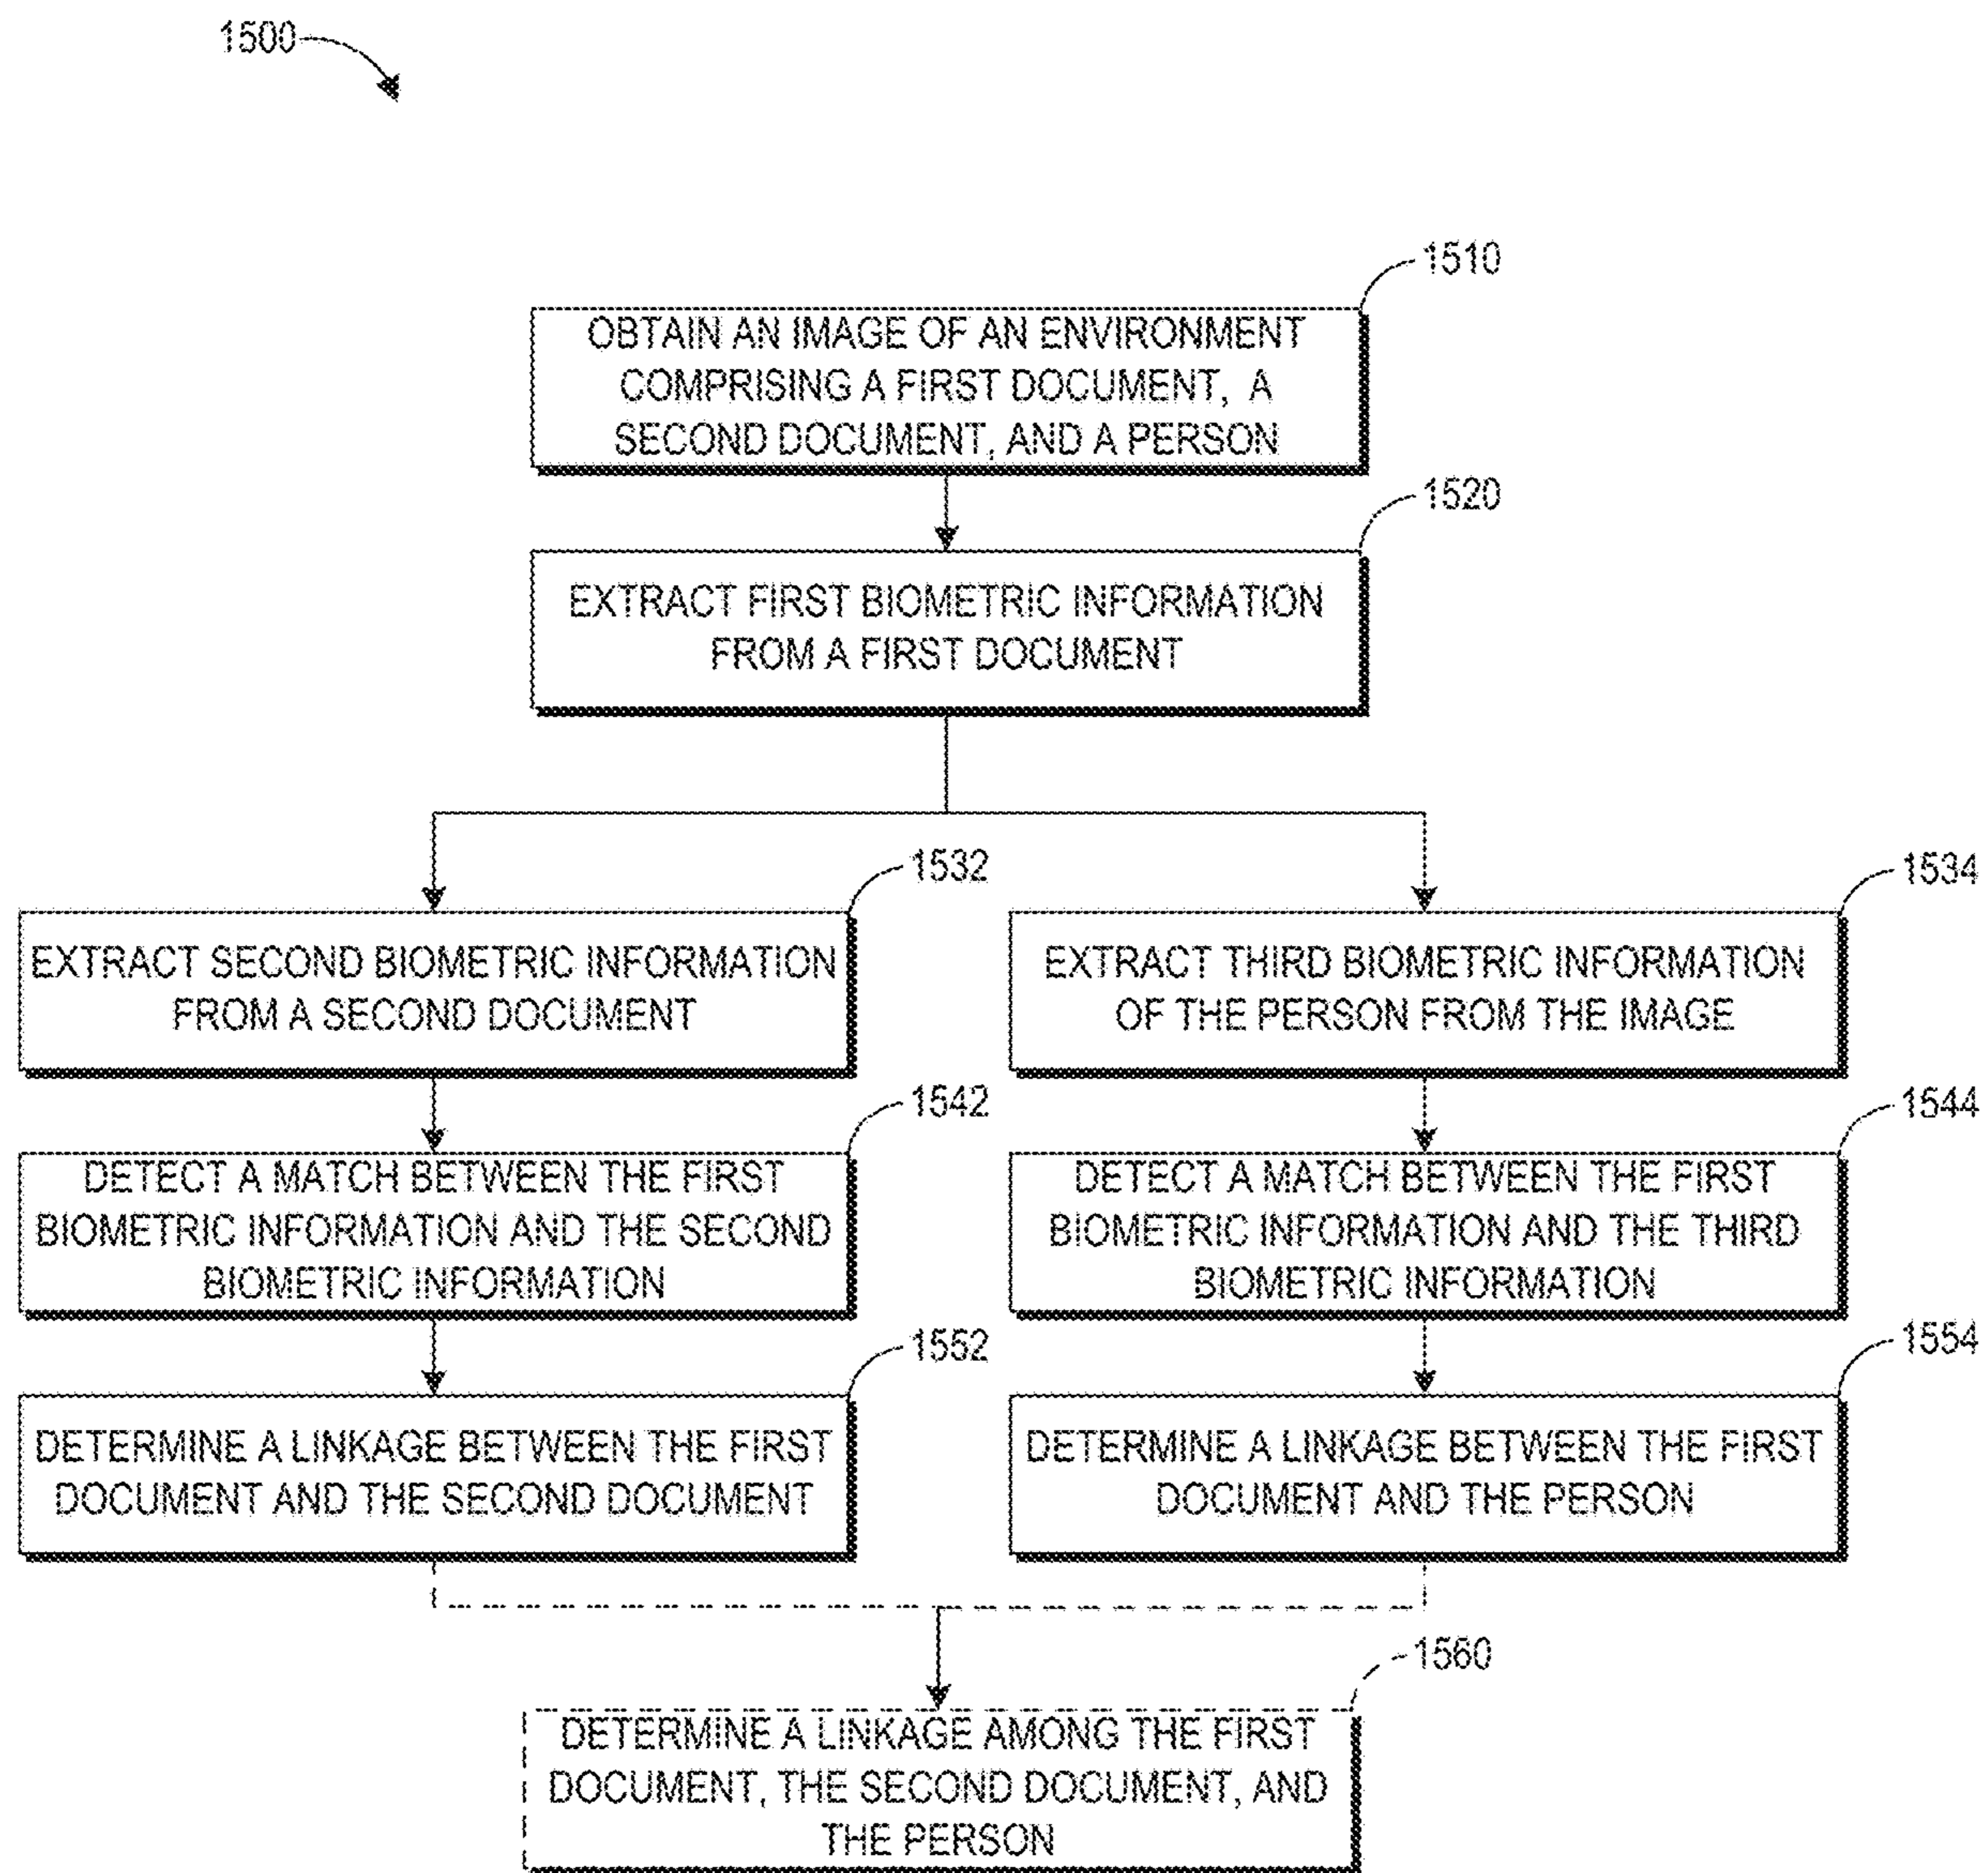 1500
1510
OBTAIN AN IMAGE OF AN ENVIRONMENT
COMPRISING A FIRST DOCUMENT, A
SECOND DOCUMENT, AND A PERSON
1520
EXTRACT FIRST BIOMETRIC INFORMATION
FROM A FIRST DOCUMENT
1532
EXTRACT SECOND BIOMETRIC INFORMATION
FROM A SECOND DOCUMENT
1534
EXTRACT THIRD BIOMETRIC INFORMATION
OF THE PERSON FROM THE IMAGE
1542
DETECT A MATCH BETWEEN THE FIRST
BIOMETRIC INFORMATION AND THE SECOND
BIOMETRIC INFORMATION
1544
DETECT A MATCH BETWEEN THE FIRST
BIOMETRIC INFORMATION AND THE THIRD
BIOMETRIC INFORMATION
1552
DETERMINE A LINKAGE BETWEEN THE FIRST
DOCUMENT AND THE SECOND DOCUMENT
1554
DETERMINE A LINKAGE BETWEEN THE FIRST
DOCUMENT AND THE PERSON
1560
DETERMINE A LINKAGE AMONG THE FIRST
DOCUMENT, THE SECOND DOCUMENT, AND
THE PERSON